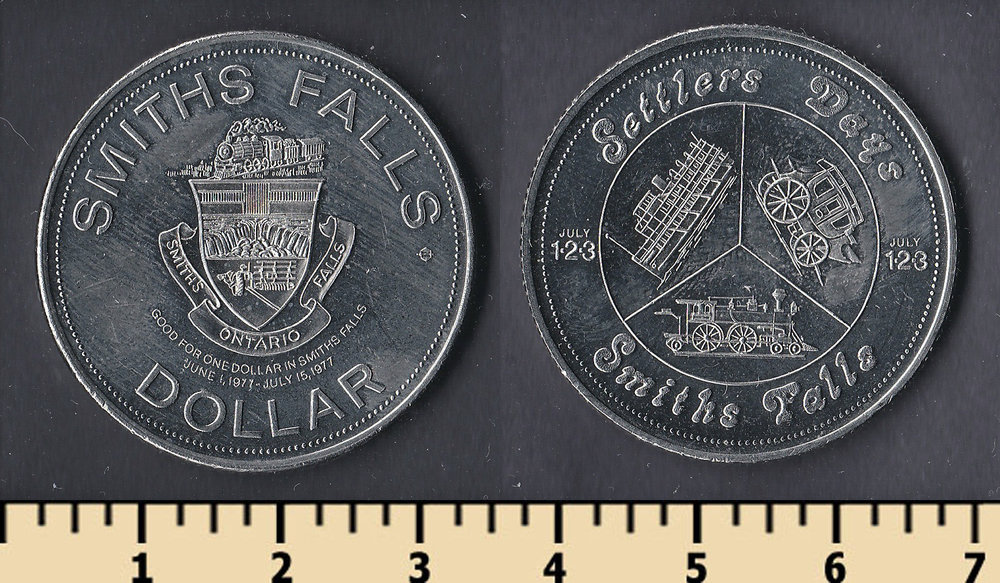 SMITHS FALLS
SMITHS
ONTARIO
FALLS
GOOD FOR ONE DOLLAR IN SMITHS FALLS
JUNE 1, 1977 - JULY 15, 1977
DOLLAR
Settlers Days
JULY
1-2-3
JULY
1-2-3
Smiths Falls
1 2 3 4 5 6 7